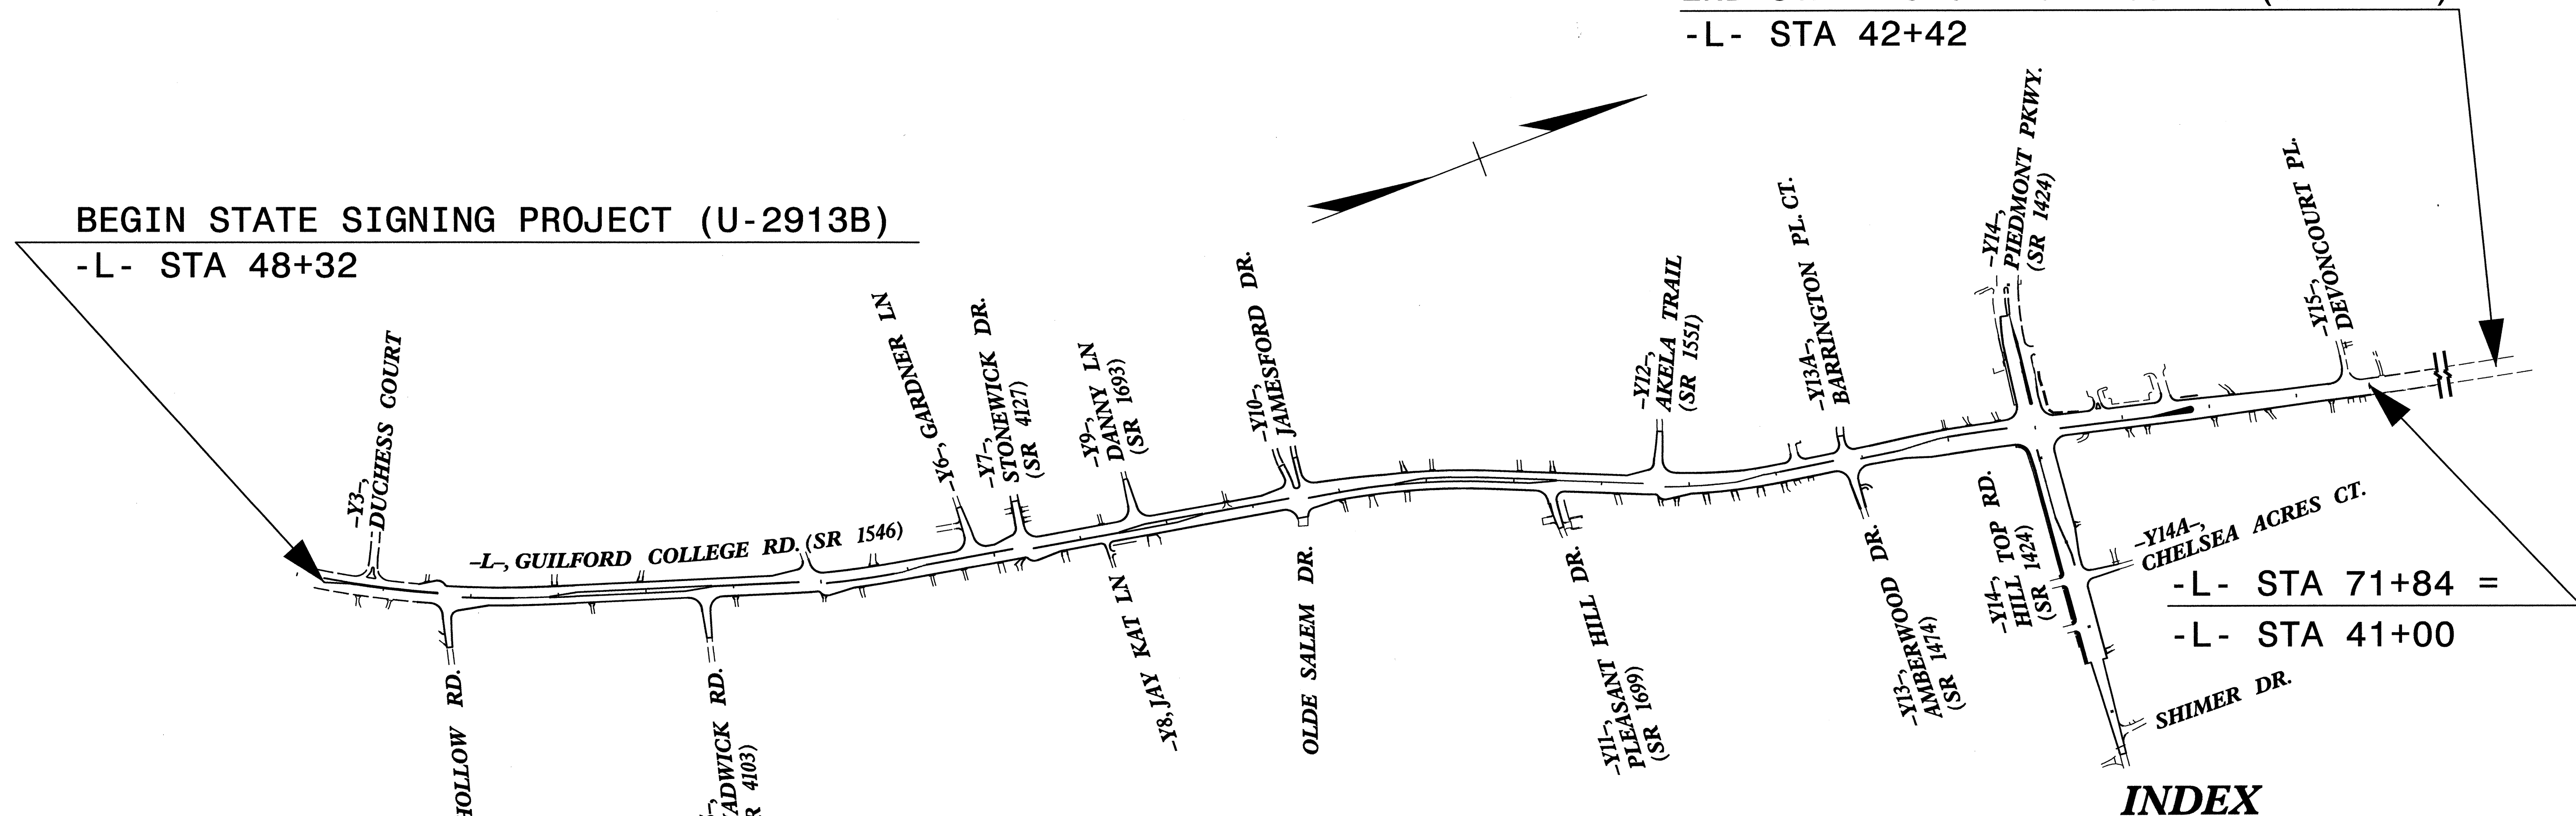 -L- STA 42+42
BEGIN STATE SIGNING PROJECT (U-2913B)
-L- STA 48+32
-Y3-,
DUCHESS COURT
-L-, GUILFORD COLLEGE RD. (SR 1546)
-Y6-, GARDNER LN
-Y7-,
STONEWICK DR.
(SR 4127)
-Y9-,
DANNY LN
(SR 1693)
-Y10-,
JAMESFORD DR.
-Y12-,
AKELA TRAIL
(SR 1551)
-Y13A-,
BARRINGTON PL. CT.
-Y14-,
PIEDMONT PKWY.
(SR 1424)
-Y15-,
DEVONCOURT PL.
HOLLOW RD.
ADWICK RD.
R 4103)
-Y8, JAY KAT LN
OLDE SALEM DR.
-Y11-,
PLEASANT HILL DR.
(SR 1699)
-Y13-,
AMBERWOOD DR.
(SR 1474)
-Y14-,
HILL TOP RD.
(SR 1424)
-Y14A-,
CHELSEA ACRES CT.
-L- STA 71+84 =
-L- STA 41+00
SHIMER DR.
INDEX